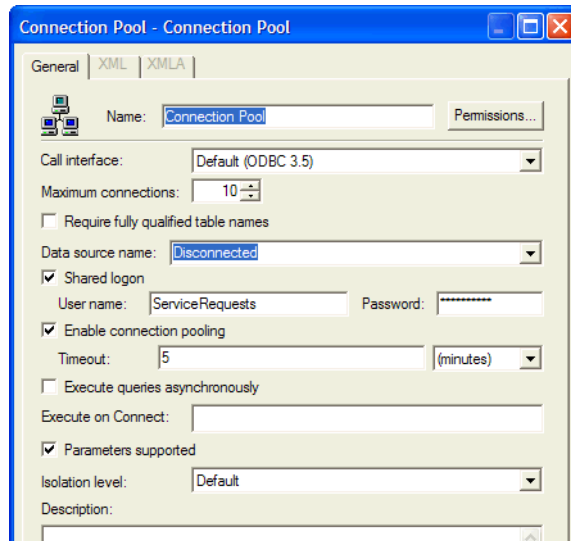 Connection Pool - Connection Pool
General XML XMLA
Name: Connection Pool Permissions...
Call interface: Default (ODBC 3.5)
Maximum connections: 10
Require fully qualified table names
Data source name: Disconnected
Shared logon
User name: ServiceRequests Password: **********
Enable connection pooling
Timeout: 5 (minutes)
Execute queries asynchronously
Execute on Connect:
Parameters supported
Isolation level: Default
Description: